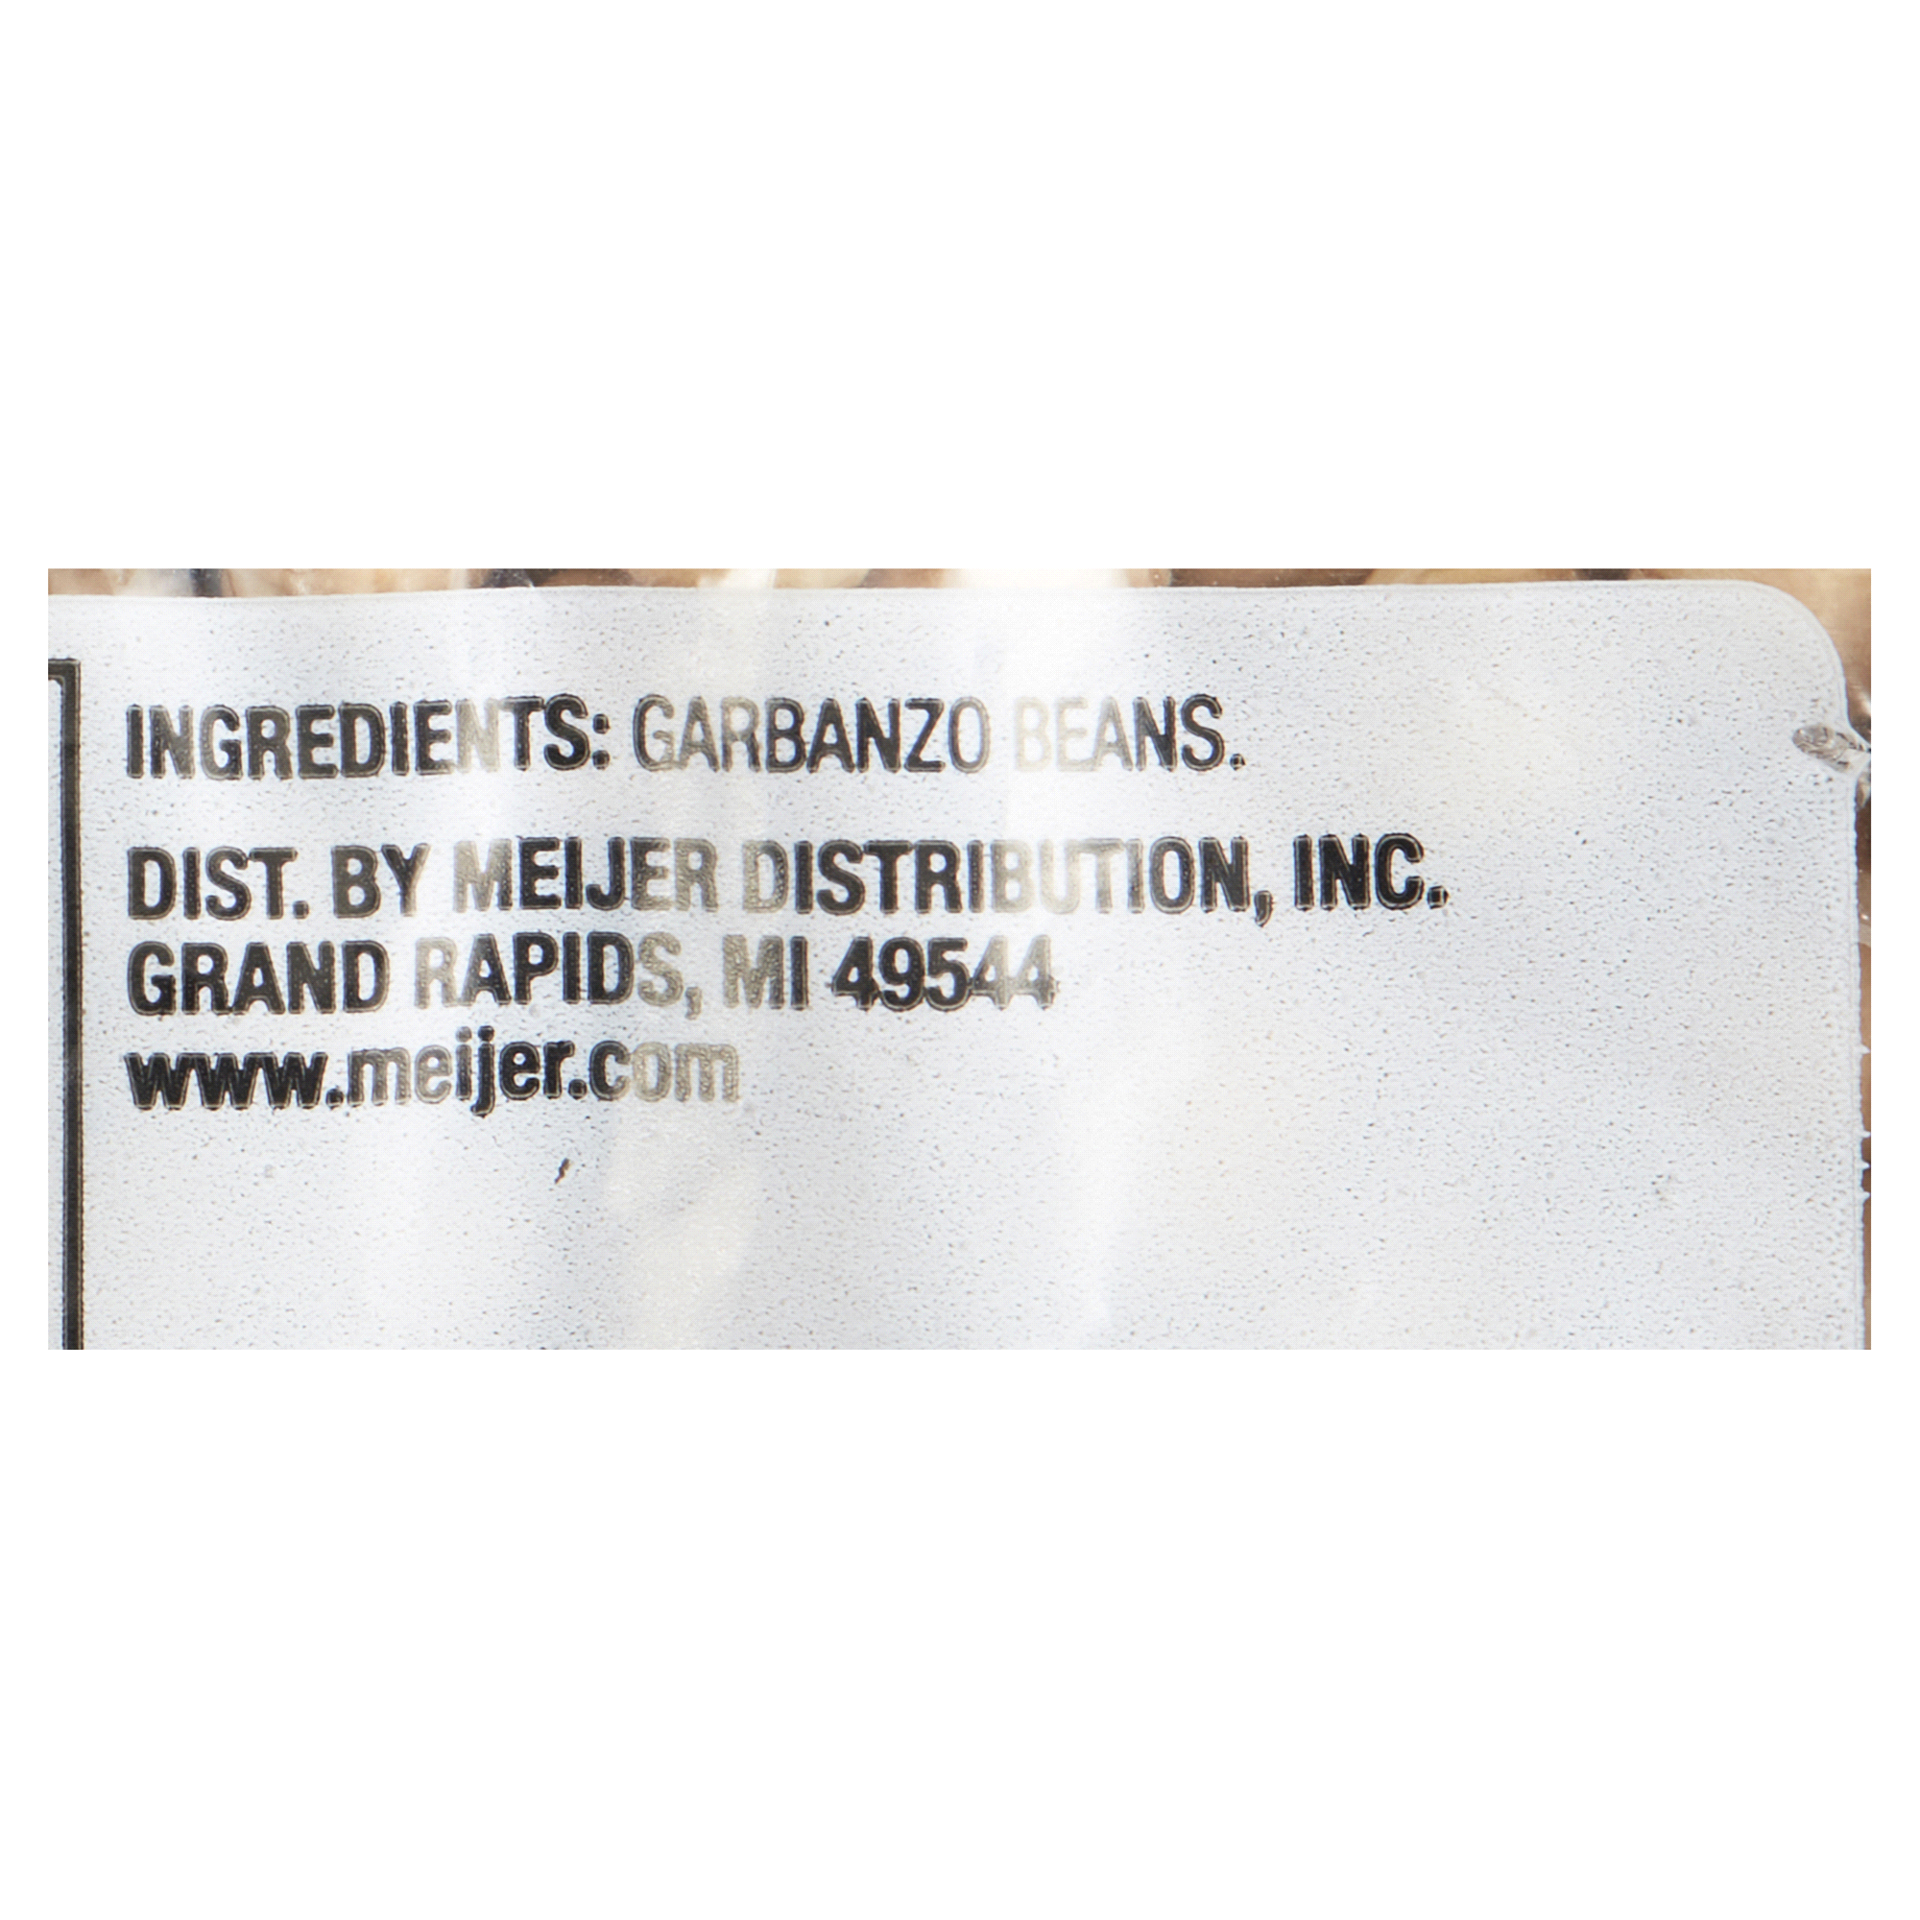 INGREDIENTS: GARBANZO BEANS.
DIST. BY MEIJER DISTRIBUTION, INC.
GRAND RAPIDS, MI 49544
www.meijer.com